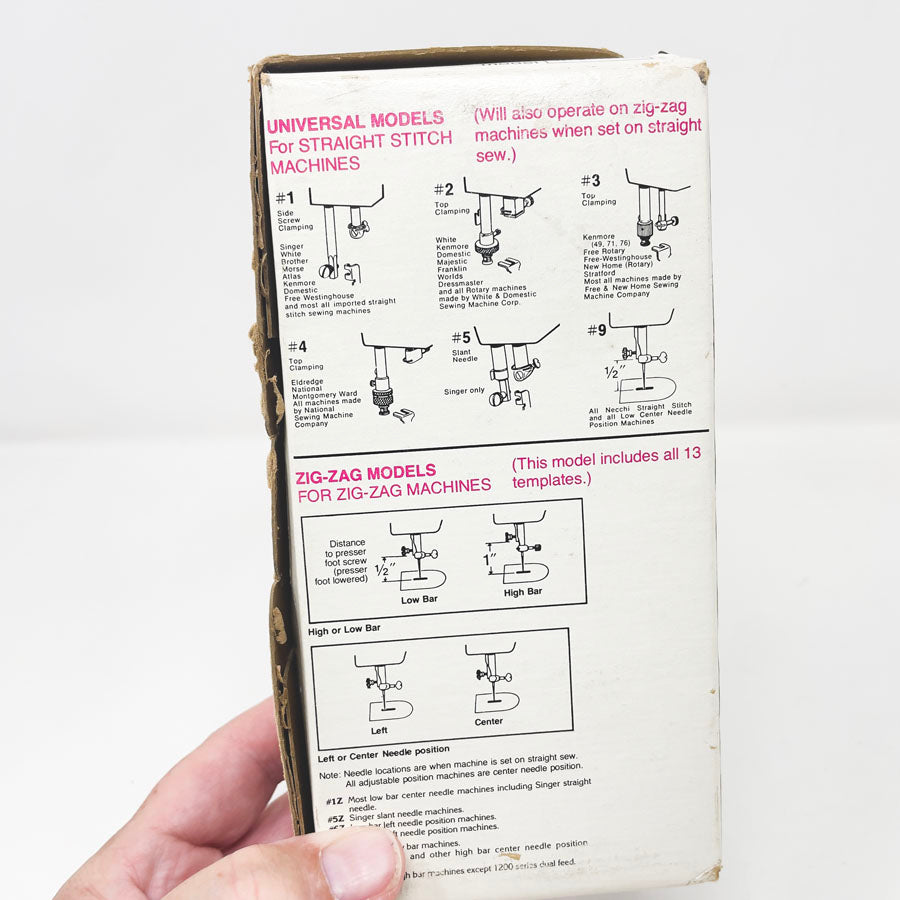 UNIVERSAL MODELS
For STRAIGHT STITCH
MACHINES
(Will also operate on zig-zag
machines when set on straight
sew.)
#1
Side
Screw
Clamping
Singer
White
Brother
Morse
Atlas
Kenmore
Domestic
Free Westinghouse
and most all imported straight
stitch sewing machines
#2
Top
Clamping
White
Kenmore
Domestic
Majestic
Franklin
Worlds
Dressmaster
and all Rotary machines
made by White & Domestic
Sewing Machine Corp.
#3
Top
Clamping
Kenmore
(49, 71, 76)
Free Rotary
Free-Westinghouse
New Home (Rotary)
Stratford
Most all machines made by
Free & New Home Sewing
Machine Company
#4
Top
Clamping
Eldredge
National
Montgomery Ward
All machines made
by National
Sewing Machine
Company
#5
Slant
Needle
Singer only
#9
1/2"
All Necchi Straight Stitch
and all Low Center Needle
Position Machines
ZIG-ZAG MODELS
FOR ZIG-ZAG MACHINES
(This model includes all 13
templates.)
Distance
to presser
foot screw
(presser
foot lowered)
1/2"
Low Bar
1"
High Bar
High or Low Bar
Left
Center
Left or Center Needle position
Note: Needle locations are when machine is set on straight sew.
All adjustable position machines are center needle position.
#1Z Most low bar center needle machines including Singer straight
needle.
#5Z Singer slant needle machines.
left needle position machines.
needle position machines.
bar machines.
and other high bar center needle position
bar machines except 1200 series dual feed.